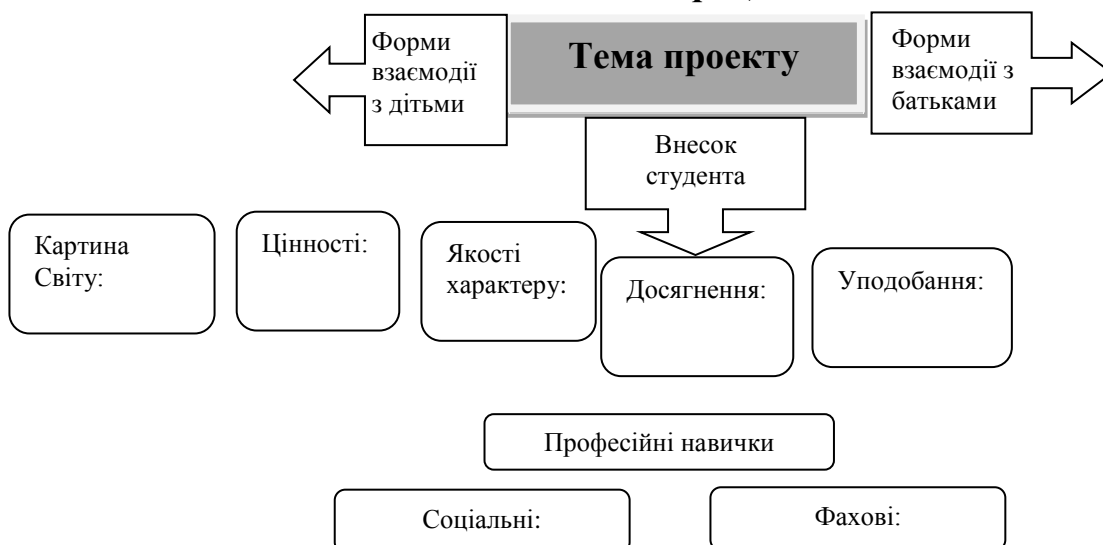 Форми
взаємодії
з дітьми
Тема проекту
Форми
взаємодії з
батьками
Внесок
студента
Картина
Світу:
Цінності:
Якості
характеру:
Досягнення:
Уподобання:
Професійні навички
Соціальні:
Фахові: